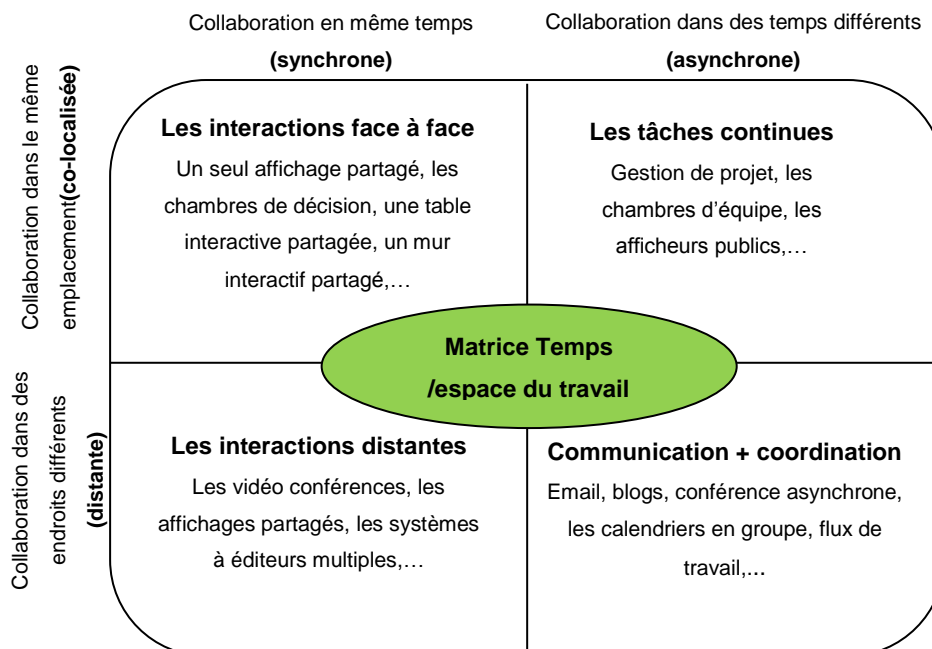 Collaboration en même temps
(synchrone)
Collaboration dans des temps différents
(asynchrone)
Collaboration dans le même
emplacement(co-localisée)
Les interactions face à face
Un seul affichage partagé, les
chambres de décision, une table
interactive partagée, un mur
interactif partagé,…
Les tâches continues
Gestion de projet, les
chambres d’équipe, les
afficheurs publics,…
Matrice Temps
/espace du travail
Collaboration dans des
endroits différents
(distante)
Les interactions distantes
Les vidéo conférences, les
affichages partagés, les systèmes
à éditeurs multiples,…
Communication + coordination
Email, blogs, conférence asynchrone,
les calendriers en groupe, flux de
travail,...